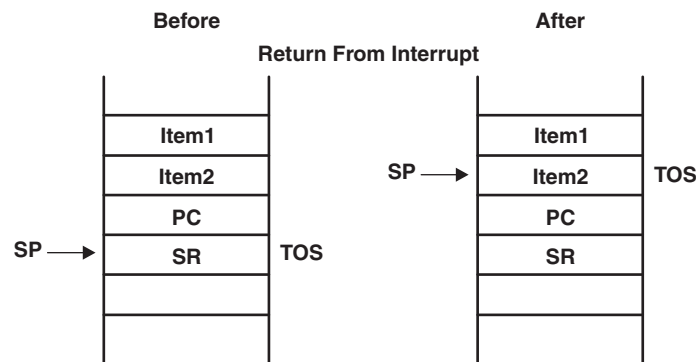 Before
After
Return From Interrupt
Item1
Item2
PC
SP
SR
TOS
Item1
SP
Item2
TOS
PC
SR